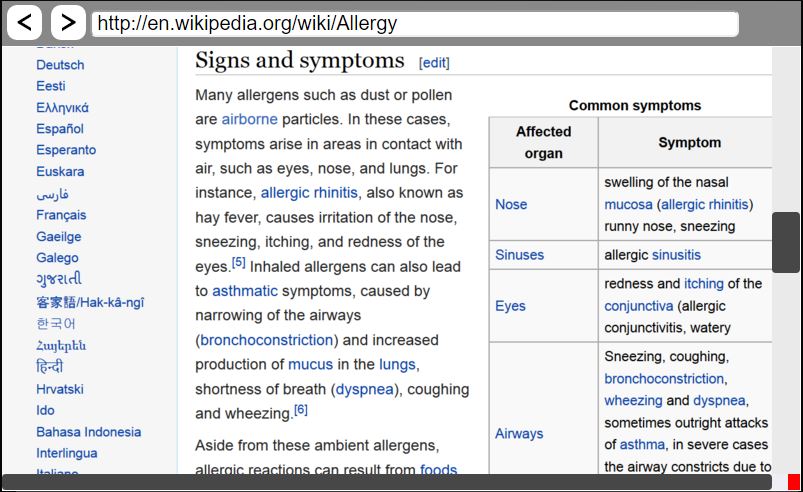 < > http://en.wikipedia.org/wiki/Allergy
Deutsch
Eesti
Ελληνικά
Español
Esperanto
Euskara
فارسی
Français
Gaeilge
Galego
ગુજરાતી
客家語/Hak-kâ-ngî
한국어
Հայերեն
हिन्दी
Hrvatski
Ido
Bahasa Indonesia
Interlingua
Italiano
Signs and symptoms [edit]
Many allergens such as dust or pollen
are airborne particles. In these cases,
symptoms arise in areas in contact with
air, such as eyes, nose, and lungs. For
instance, allergic rhinitis, also known as
hay fever, causes irritation of the nose,
sneezing, itching, and redness of the
eyes.[5] Inhaled allergens can also lead
to asthmatic symptoms, caused by
narrowing of the airways
(bronchoconstriction) and increased
production of mucus in the lungs,
shortness of breath (dyspnea), coughing
and wheezing.[6]
Aside from these ambient allergens,
allergic reactions can result from foods,
Common symptoms
Affected
organ
Symptom
Nose
swelling of the nasal
mucosa (allergic rhinitis)
runny nose, sneezing
Sinuses
allergic sinusitis
Eyes
redness and itching of the
conjunctiva (allergic
conjunctivitis, watery
Airways
Sneezing, coughing,
bronchoconstriction,
wheezing and dyspnea,
sometimes outright attacks
of asthma, in severe cases
the airway constricts due to